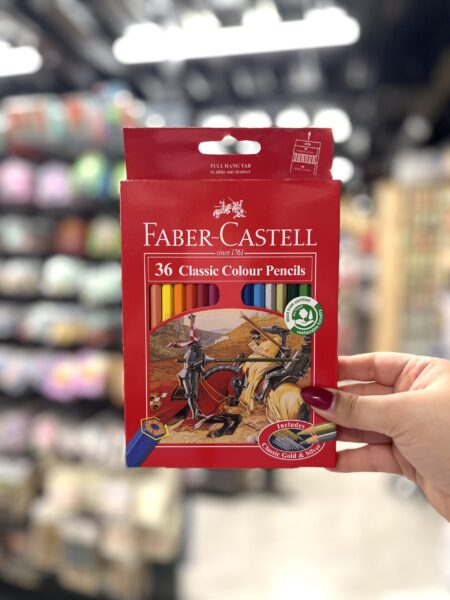 PULL HANG TAB
to slide out drawer
FABER-CASTELL
since 1761
36 Classic Colour Pencils
Includes
Classic Gold & Silver